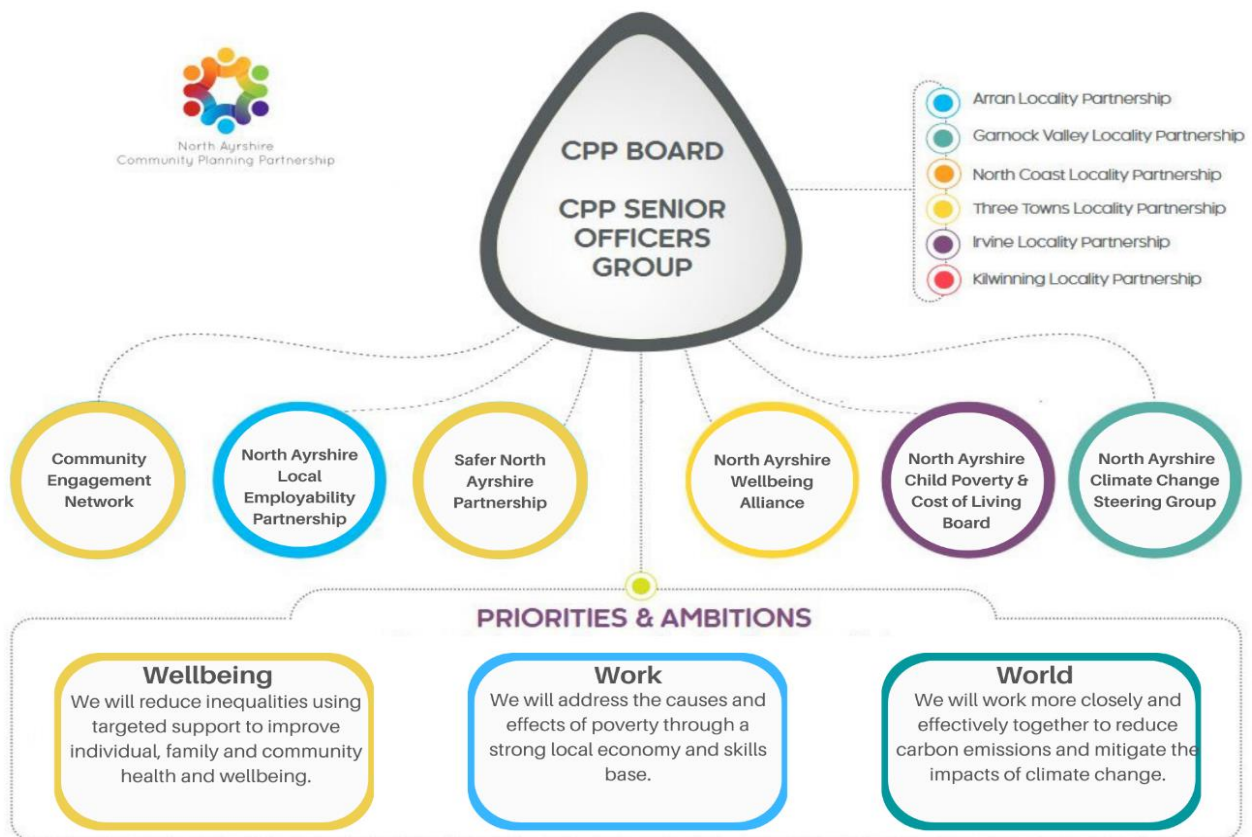 North Ayrshire
Community Planning Partnership
CPP BOARD
CPP SENIOR
OFFICERS
GROUP
Arran Locality Partnership
Garnock Valley Locality Partnership
North Coast Locality Partnership
Three Towns Locality Partnership
Irvine Locality Partnership
Kilwinning Locality Partnership
Community
Engagement
Network
North Ayrshire
Local
Employability
Partnership
Safer North
Ayrshire
Partnership
North Ayrshire
Wellbeing
Alliance
North Ayrshire
Child Poverty &
Cost of Living
Board
North Ayrshire
Climate Change
Steering Group
PRIORITIES & AMBITIONS
Wellbeing
We will reduce inequalities using
targeted support to improve
individual, family and community
health and wellbeing.
Work
We will address the causes and
effects of poverty through a
strong local economy and skills
base.
World
We will work more closely and
effectively together to reduce
carbon emissions and mitigate the
impacts of climate change.